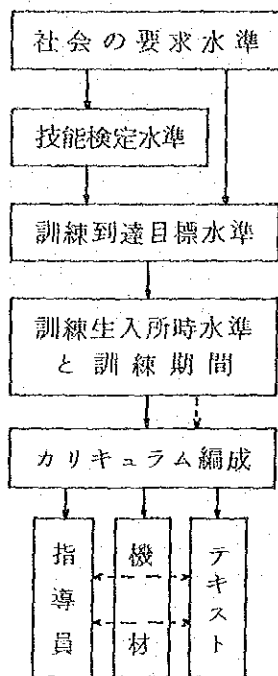 社会の要求水準
技能検定水準
訓練到達目標水準
訓練生入所時水準
と訓練期間
カリキュラム編成
指導員
機材
テキスト